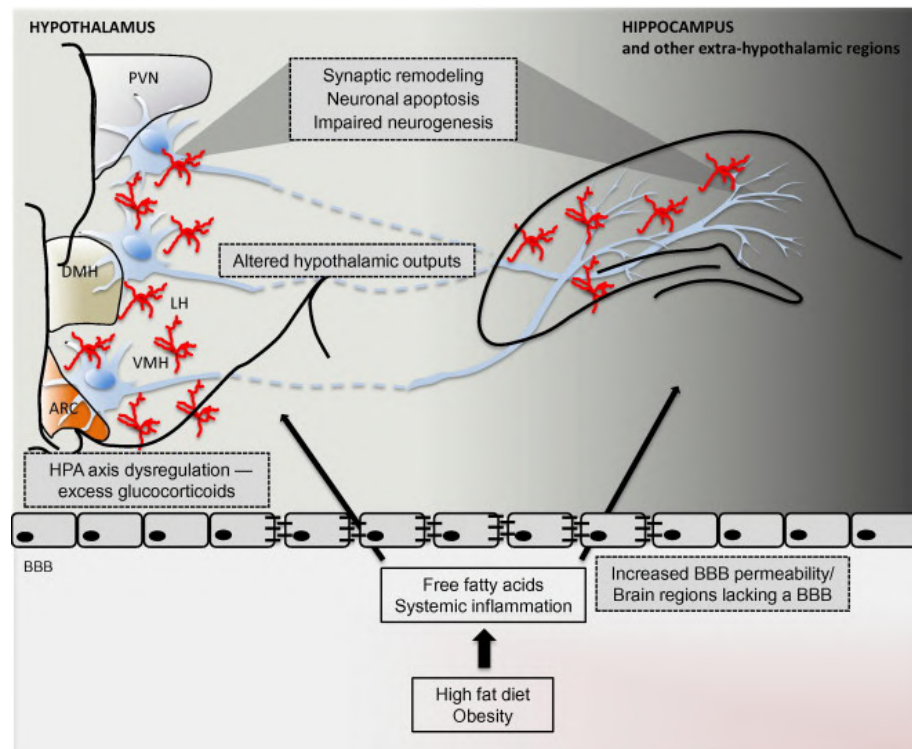 HYPOTHALAMUS
HIPPOCAMPUS
and other extra-hypothalamic regions
PVN
Synaptic remodeling
Neuronal apoptosis
Impaired neurogenesis
Altered hypothalamic outputs
DMH
LH
VMH
ARC
HPA axis dysregulation —
excess glucocorticoids
BBB
Free fatty acids
Systemic inflammation
Increased BBB permeability/
Brain regions lacking a BBB
High fat diet
Obesity